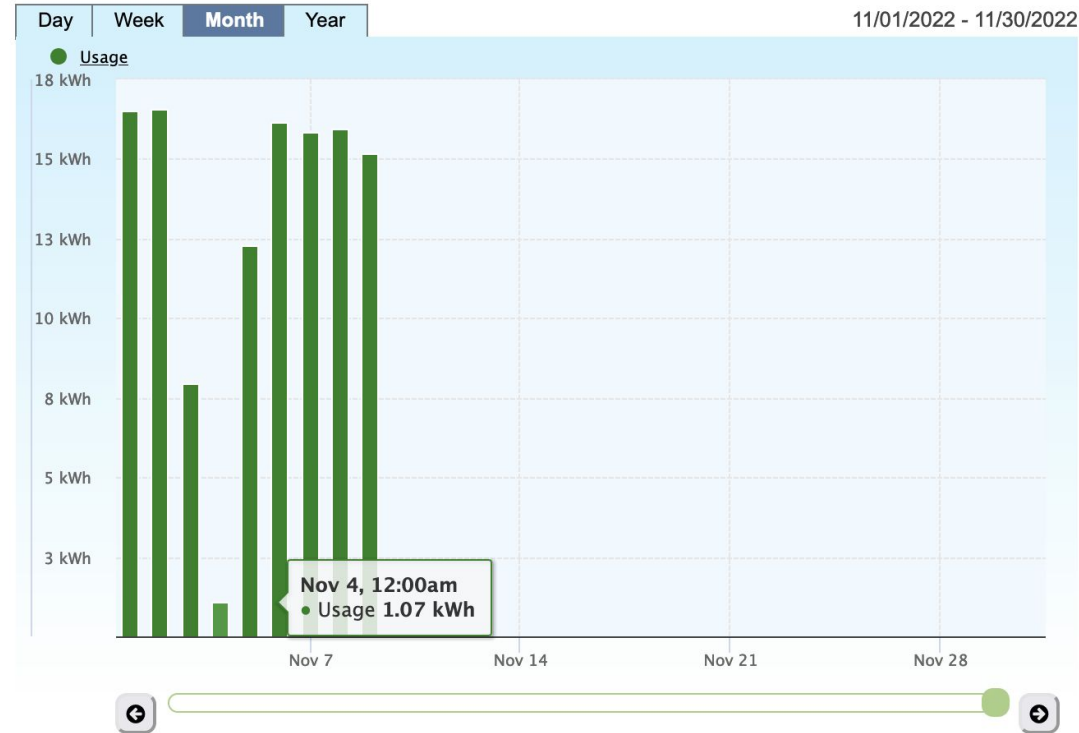 Day Week Month Year 11/01/2022 - 11/30/2022
Usage
18 kWh
15 kWh
13 kWh
10 kWh
8 kWh
5 kWh
3 kWh
Nov 4, 12:00am
Usage 1.07 kWh
Nov 7 Nov 14 Nov 21 Nov 28